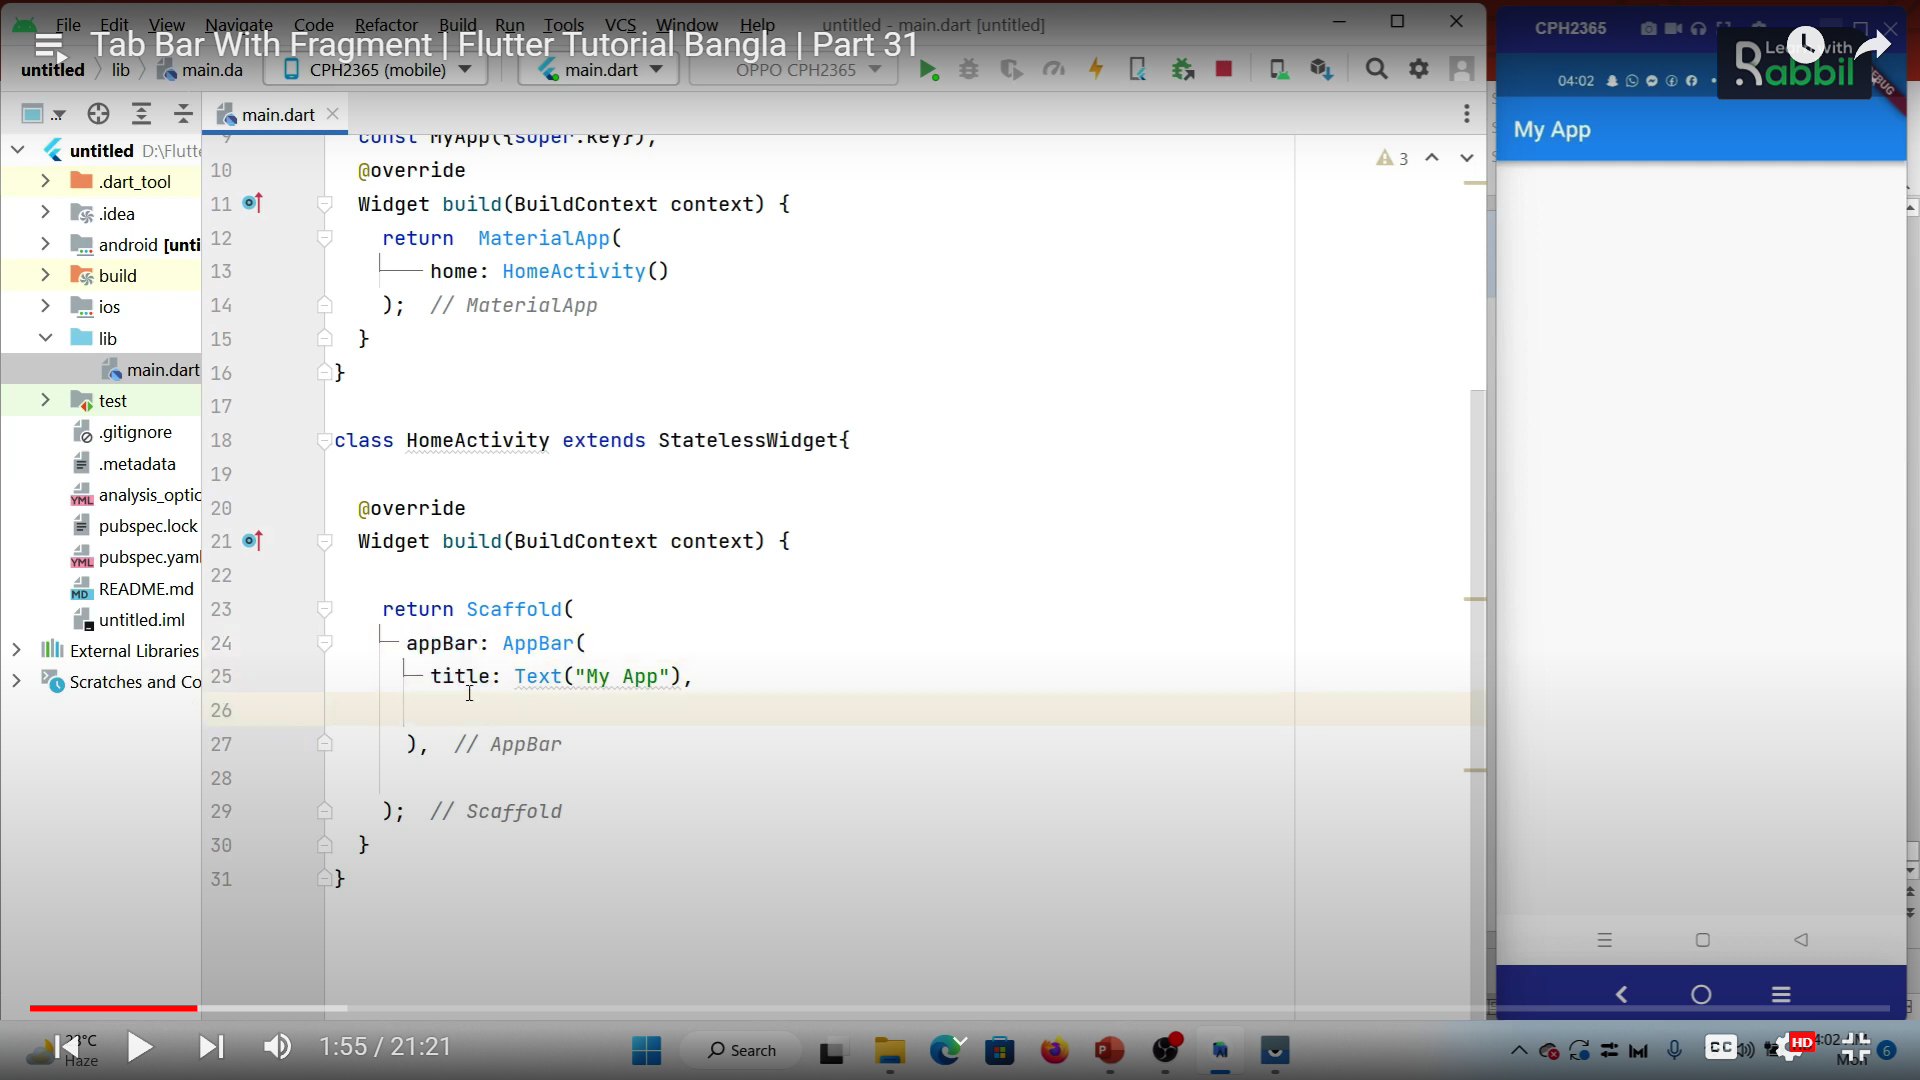 File Edit View Navigate Code Refactor Build Run Tools VCS Window Help untitled - main.dart [untitled]
Tab Bar With Fragment | Flutter Tutorial Bangla | Part 31
untitled lib main.da CPH2365 (mobile) main.dart OPPO CPH2365
main.dart
untitled D:\Flutte
.dart_tool
.idea
android [unti
build
ios
lib
main.dart
test
.gitignore
.metadata
analysis_optic
pubspec.lock
pubspec.yaml
README.md
untitled.iml
External Libraries
Scratches and Co
3
9 const MyApp({super.key});
10 @override
11 Widget build(BuildContext context) {
12 return MaterialApp(
13 home: HomeActivity()
14 ); // MaterialApp
15 }
16 }
17
18 class HomeActivity extends StatelessWidget{
19
20 @override
21 Widget build(BuildContext context) {
22
23 return Scaffold(
24 appBar: AppBar(
25 title: Text("My App"),
26
27 ), // AppBar
28
29 ); // Scaffold
30 }
31 }
CPH2365
Learn with
Rabbil
04:02
My App
1:55 / 21:21
Haze
Search
CC
HD
6